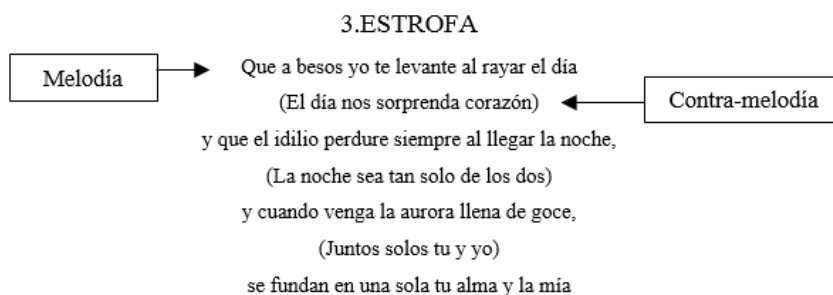 3.ESTROFA
Melodía
Que a besos yo te levante al rayar el día
(El día nos sorprenda corazón)
Contra-melodía
y que el idilio perdure siempre al llegar la noche,
(La noche sea tan solo de los dos)
y cuando venga la aurora llena de goce,
(Juntos solos tu y yo)
se fundan en una sola tu alma y la mía